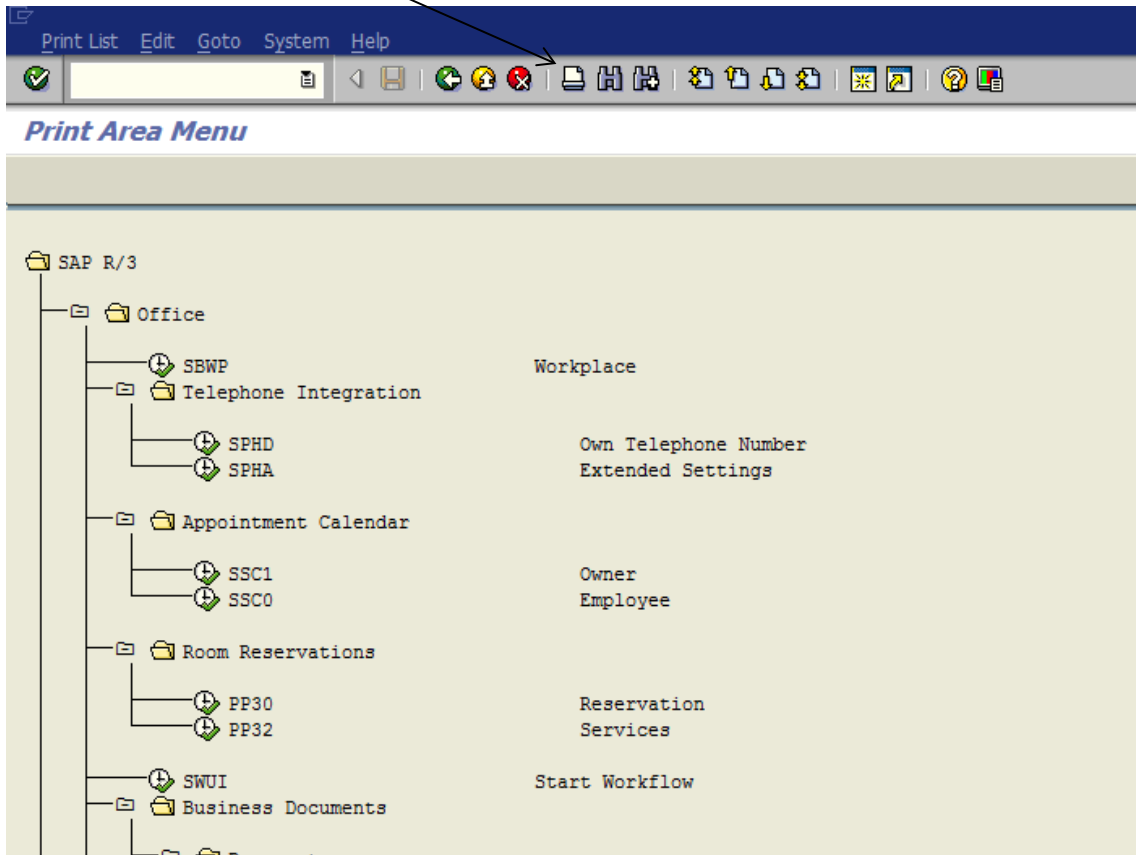 Print List Edit Goto System Help
Print Area Menu
SAP R/3
Office
SBWP Workplace
Telephone Integration
SPHD Own Telephone Number
SPHA Extended Settings
Appointment Calendar
SSC1 Owner
SSC0 Employee
Room Reservations
PP30 Reservation
PP32 Services
SWUI Start Workflow
Business Documents